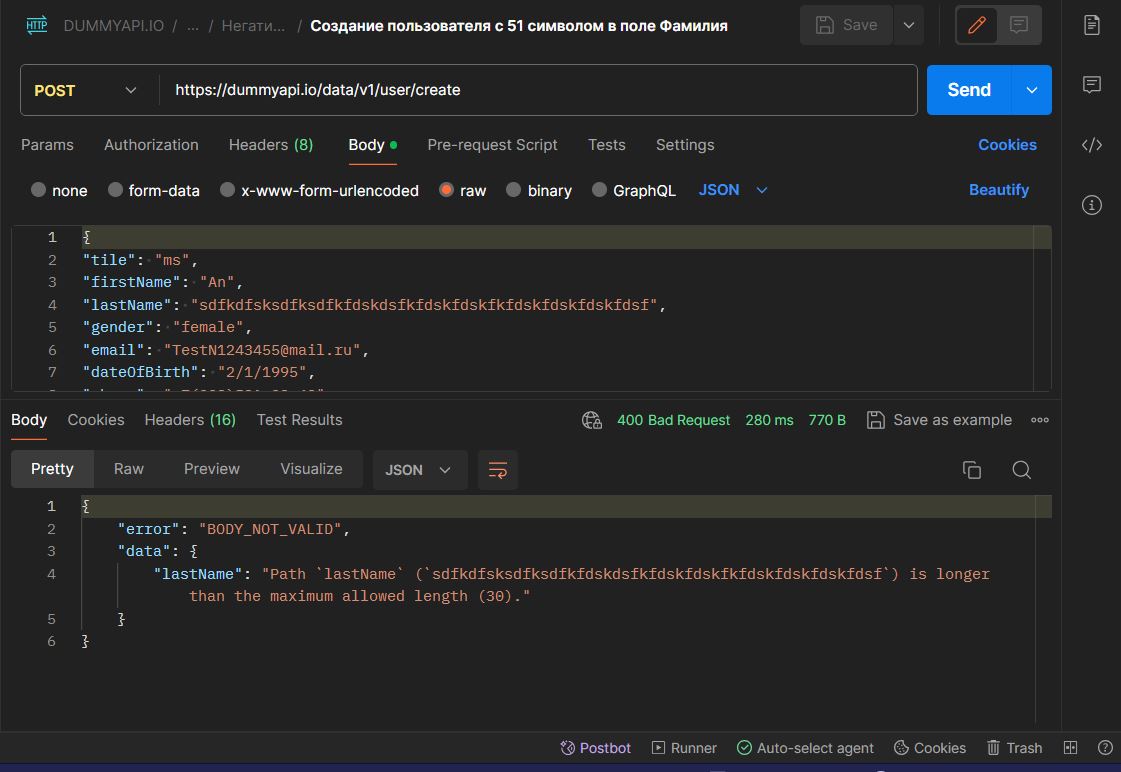 HTTP DUMMYAPI.IO / ... / Негати... / Создание пользователя с 51 символом в поле Фамилия Save
POST https://dummyapi.io/data/v1/user/create Send
Params Authorization Headers (8) Body Pre-request Script Tests Settings Cookies
none form-data x-www-form-urlencoded raw binary GraphQL JSON Beautify
1 {
2 "tile": "ms",
3 "firstName": "An",
4 "lastName": "sdfkdfsksdfksdfkfdskdsfkfdskfdskfkfdskfdskfdskfdsf",
5 "gender": "female",
6 "email": "TestN1243455@mail.ru",
7 "dateOfBirth": "2/1/1995",
Body Cookies Headers (16) Test Results 400 Bad Request 280 ms 770 B Save as example
Pretty Raw Preview Visualize JSON
1 {
2 "error": "BODY_NOT_VALID",
3 "data": {
4 "lastName": "Path `lastName` (`sdfkdfsksdfksdfkfdskdsfkfdskfdskfkfdskfdskfdskfdsf`) is longer
than the maximum allowed length (30)."
5 }
6 }
Postbot Runner Auto-select agent Cookies Trash